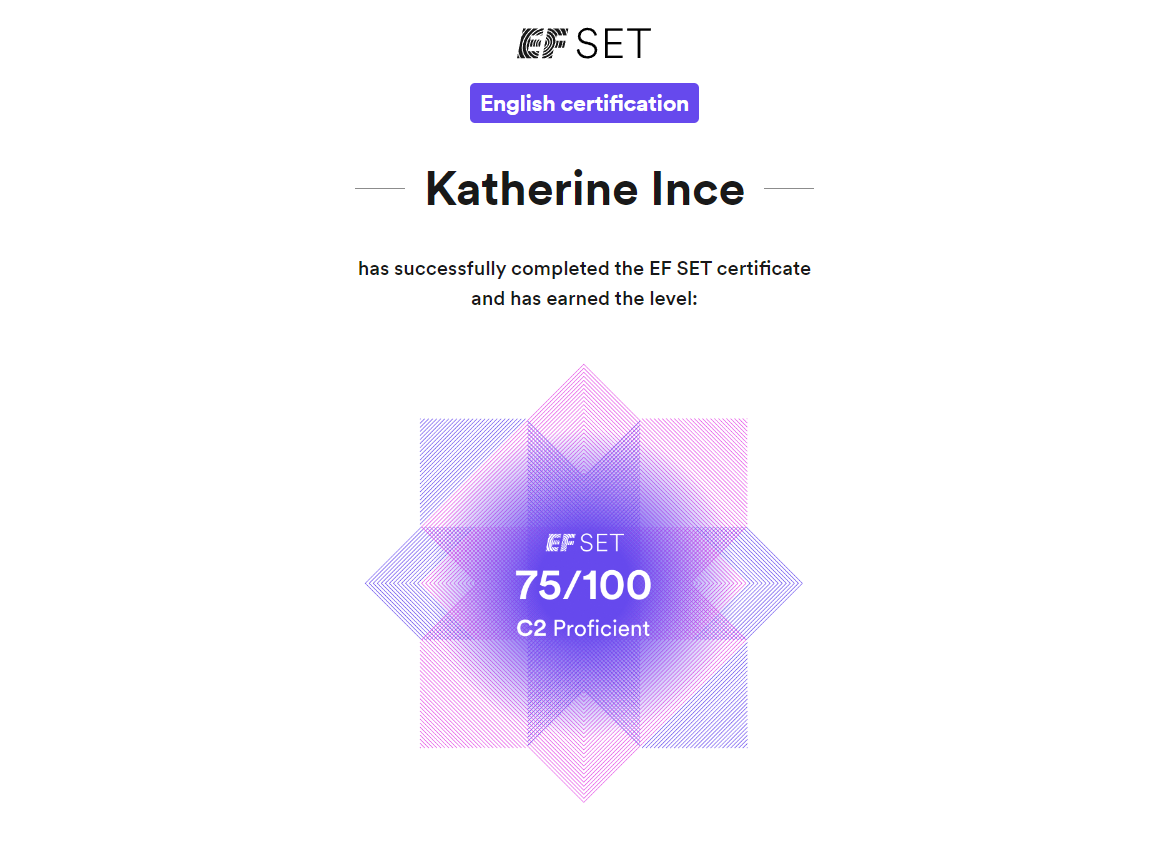 EF SET
English certification
Katherine Ince
has successfully completed the EF SET certificate
and has earned the level:
EF SET
75/100
C2 Proficient